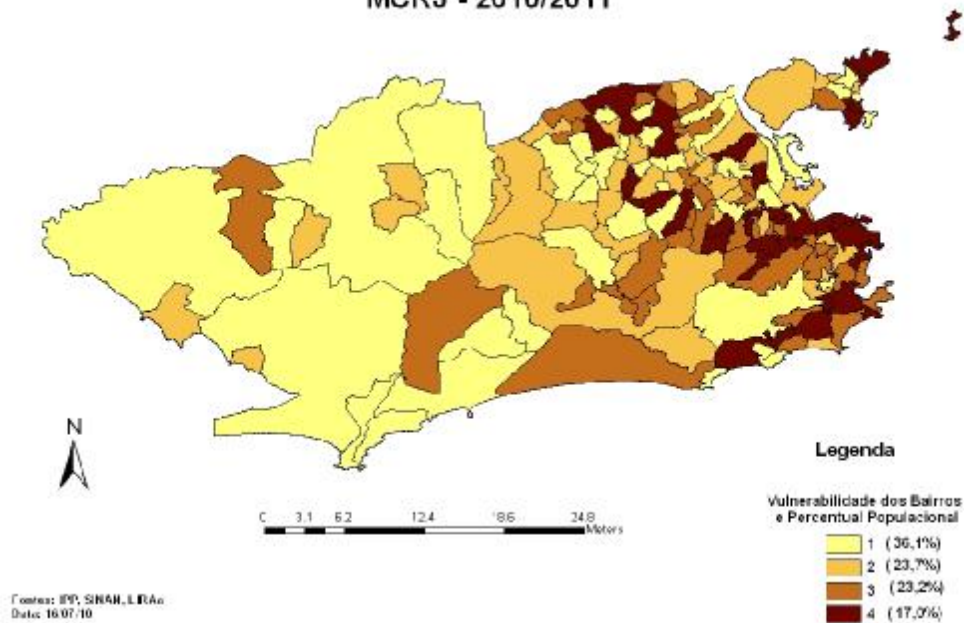 MCRJ - 2010/2011
N
Legenda
Vulnerabilidade dos Bairros
e Percentual Populacional
1 (36,1%)
2 (23,7%)
3 (23,2%)
4 (17,0%)
3.1 6.2 12.4 24.8
Meters
Fontes: IPP, SINAN, LIRAa
Data: 16/07/10